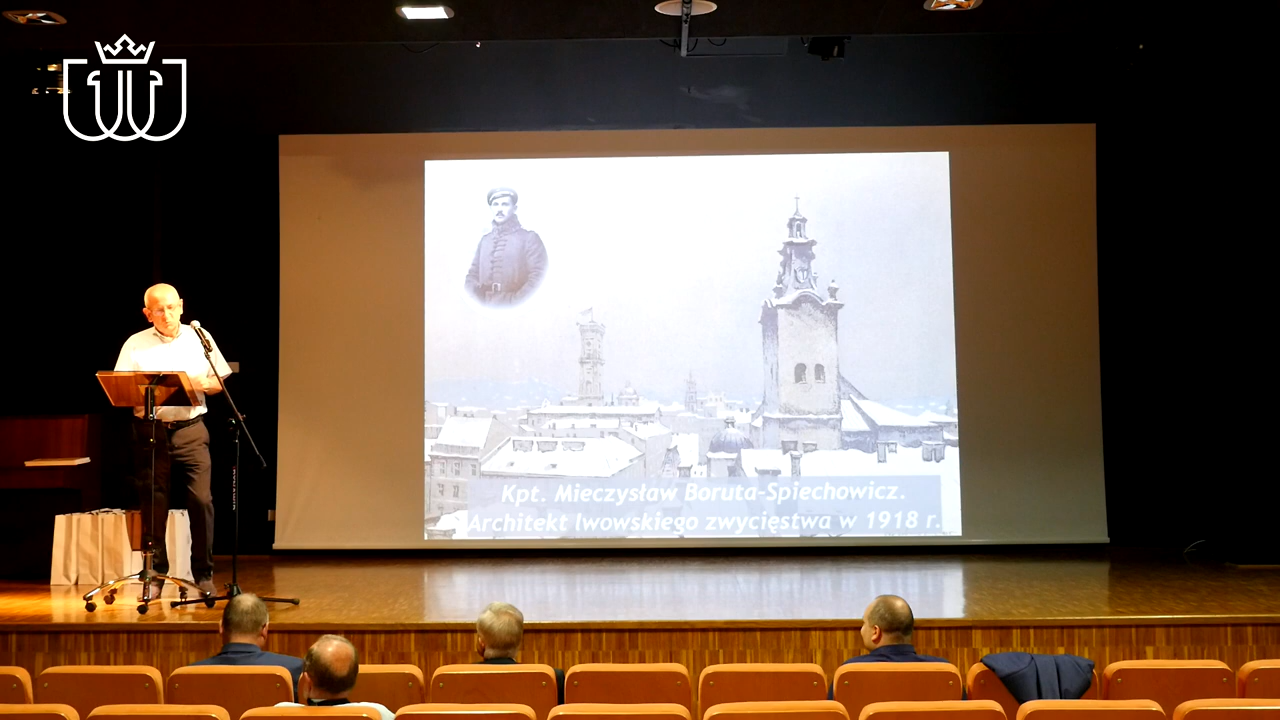 Kpt. Mieczysław Boruta-Spiechowicz.
Architekt lwowskiego zwycięstwa w 1918 r.